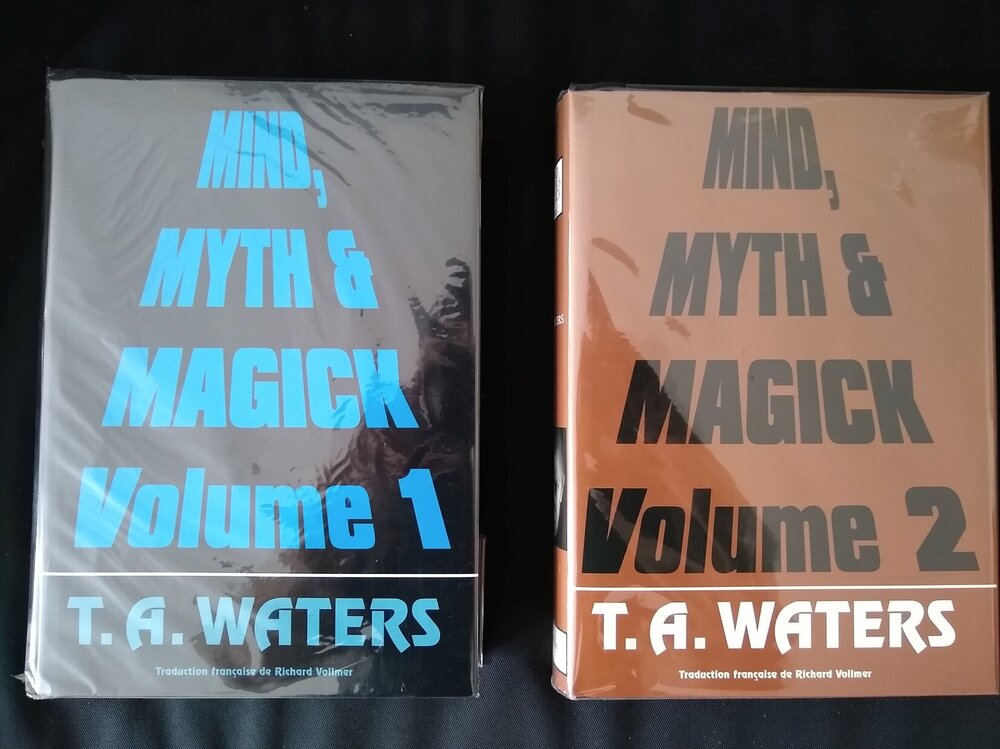 MIND,
MYTH &
MAGICK
Volume 1
T. A. WATERS
Traduction française de Richard Vollmer
MIND,
MYTH &
MAGICK
Volume 2
T. A. WATERS
Traduction française de Richard Vollmer